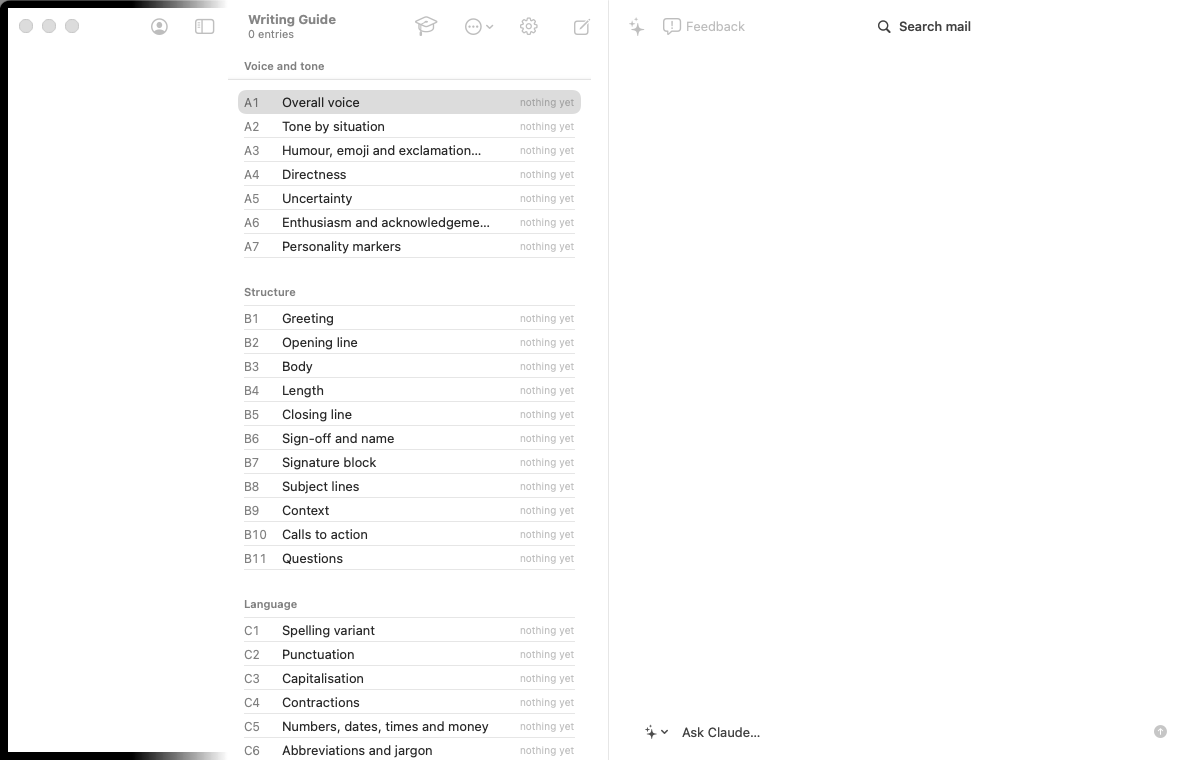 Writing Guide
0 entries
Feedback
Search mail
Voice and tone
A1 Overall voice nothing yet
A2 Tone by situation nothing yet
A3 Humour, emoji and exclamation... nothing yet
A4 Directness nothing yet
A5 Uncertainty nothing yet
A6 Enthusiasm and acknowledgeme... nothing yet
A7 Personality markers nothing yet
Structure
B1 Greeting nothing yet
B2 Opening line nothing yet
B3 Body nothing yet
B4 Length nothing yet
B5 Closing line nothing yet
B6 Sign-off and name nothing yet
B7 Signature block nothing yet
B8 Subject lines nothing yet
B9 Context nothing yet
B10 Calls to action nothing yet
B11 Questions nothing yet
Language
C1 Spelling variant nothing yet
C2 Punctuation nothing yet
C3 Capitalisation nothing yet
C4 Contractions nothing yet
C5 Numbers, dates, times and money nothing yet
C6 Abbreviations and jargon nothing yet
Ask Claude...